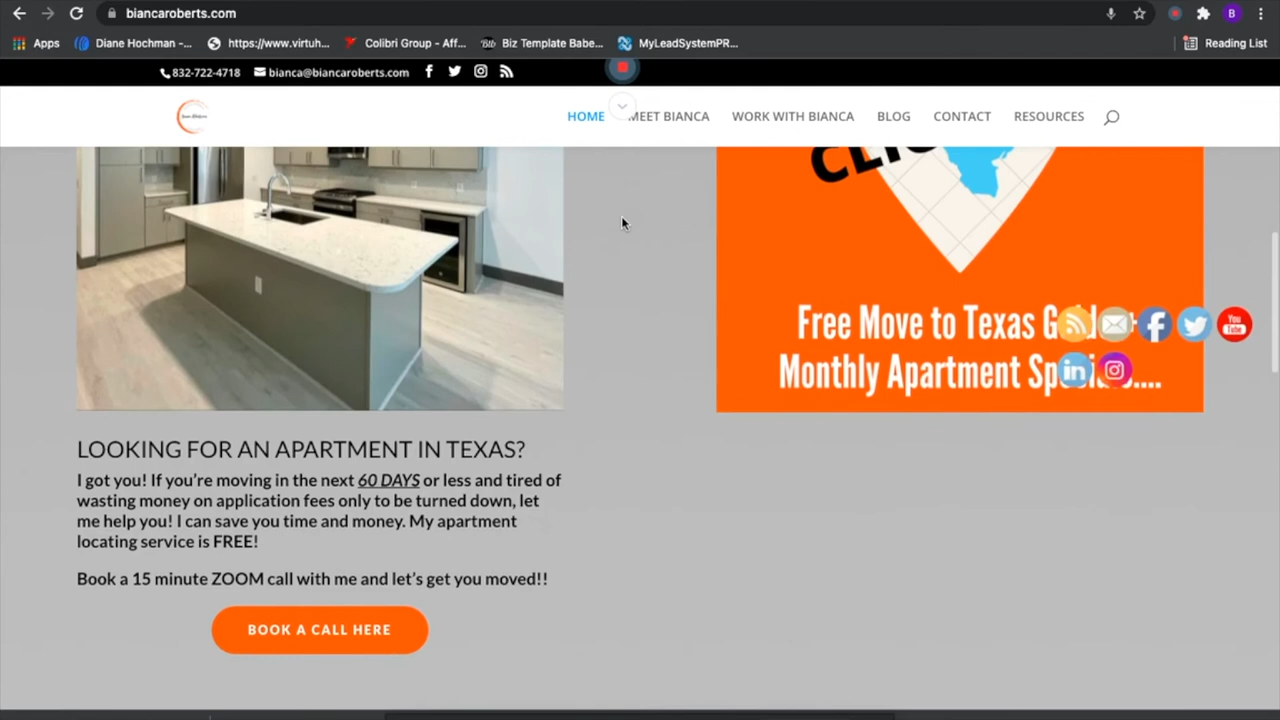 biancaroberts.com
Apps
Diane Hochman -...
https://www.virtuh...
Colibri Group - Aff...
Biz Template Babe...
MyLeadSystemPR...
Reading List
832-722-4718
bianca@biancaroberts.com
HOME
MEET BIANCA
WORK WITH BIANCA
BLOG
CONTACT
RESOURCES
Free Move to Texas
Monthly Apartment
You
Tube
in
LOOKING FOR AN APARTMENT IN TEXAS?
I got you! If you're moving in the next 60 DAYS or less and tired of
wasting money on application fees only to be turned down, let
me help you! I can save you time and money. My apartment
locating service is FREE!
Book a 15 minute ZOOM call with me and let's get you moved!!
BOOK A CALL HERE